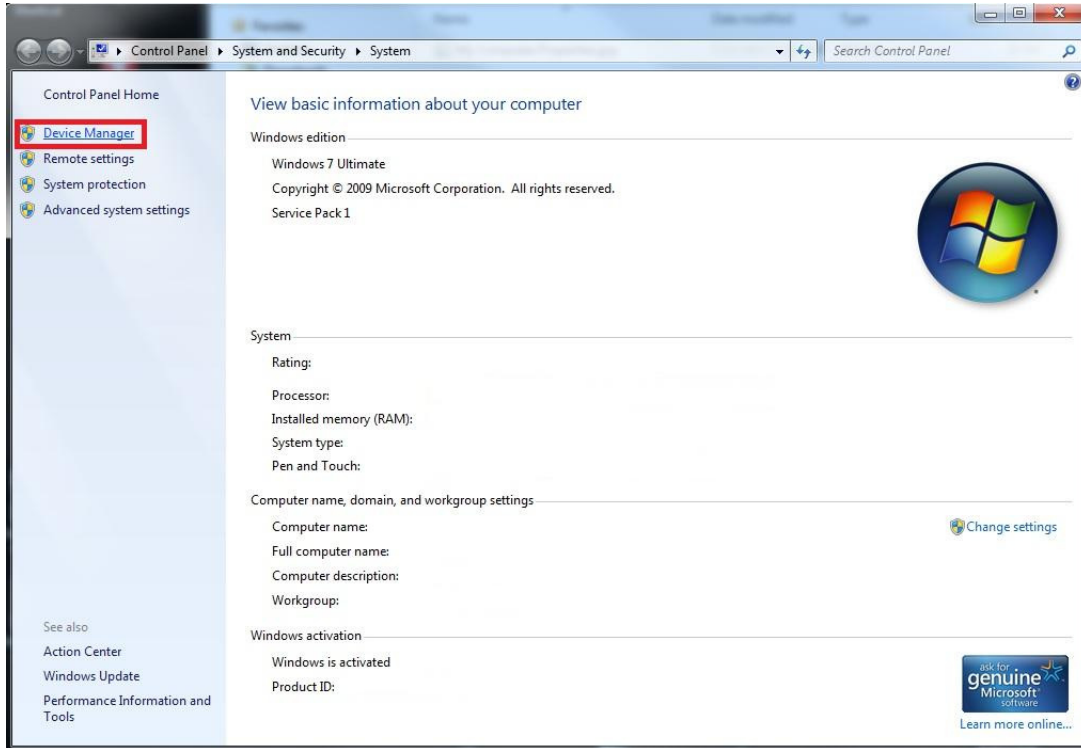 Control Panel ▸ System and Security ▸ System
Search Control Panel
Control Panel Home
Device Manager
Remote settings
System protection
Advanced system settings
See also
Action Center
Windows Update
Performance Information and
Tools
View basic information about your computer
Windows edition
Windows 7 Ultimate
Copyright © 2009 Microsoft Corporation. All rights reserved.
Service Pack 1
System
Rating:
Processor:
Installed memory (RAM):
System type:
Pen and Touch:
Computer name, domain, and workgroup settings
Computer name:
Change settings
Full computer name:
Computer description:
Workgroup:
Windows activation
Windows is activated
Product ID:
ask for
genuine
Microsoft
software
Learn more online...